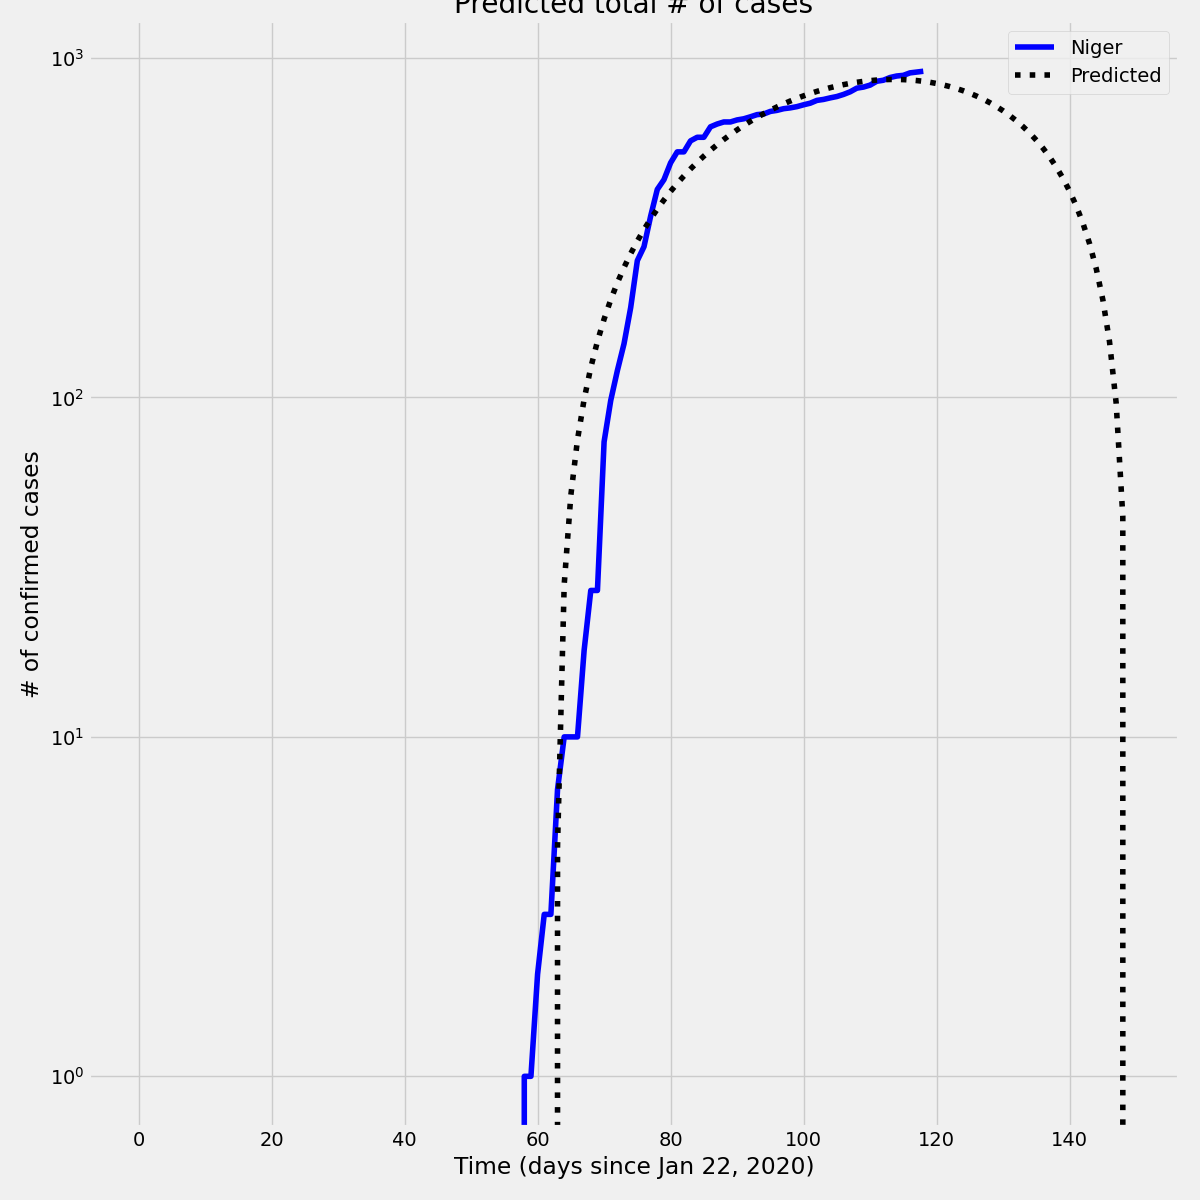 Predicted total # of cases
Niger
Predicted
10³
10²
10¹
10⁰
# of confirmed cases
0 20 40 60 80 100 120 140
Time (days since Jan 22, 2020)